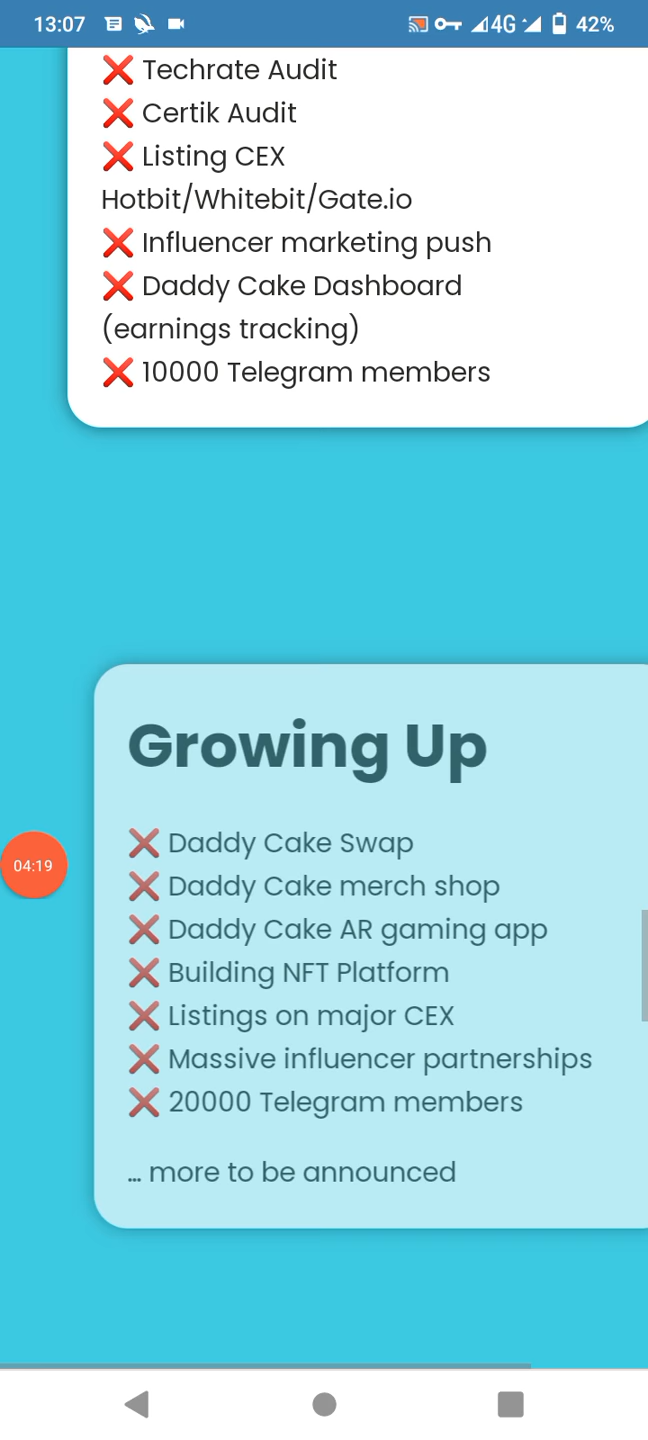 13:07
4G
42%
❌ Techrate Audit
❌ Certik Audit
❌ Listing CEX
Hotbit/Whitebit/Gate.io
❌ Influencer marketing push
❌ Daddy Cake Dashboard
(earnings tracking)
❌ 10000 Telegram members
Growing Up
❌ Daddy Cake Swap
❌ Daddy Cake merch shop
04:19
❌ Daddy Cake AR gaming app
❌ Building NFT Platform
❌ Listings on major CEX
❌ Massive influencer partnerships
❌ 20000 Telegram members
... more to be announced